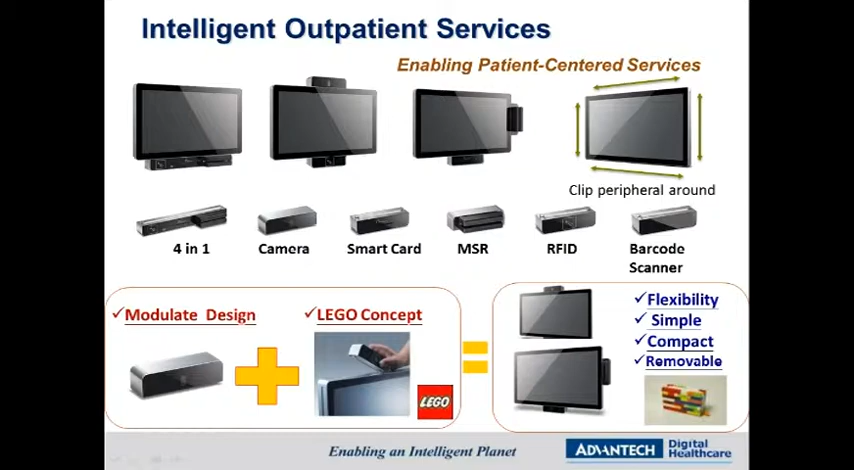 Intelligent Outpatient Services
Enabling Patient-Centered Services
Clip peripheral around
4 in 1
Camera
Smart Card
MSR
RFID
Barcode
Scanner
✓Modulate Design
✓LEGO Concept
LEGO
✓Flexibility
✓ Simple
✓Compact
✓Removable
Enabling an Intelligent Planet
ADVANTECH
Digital
Healthcare